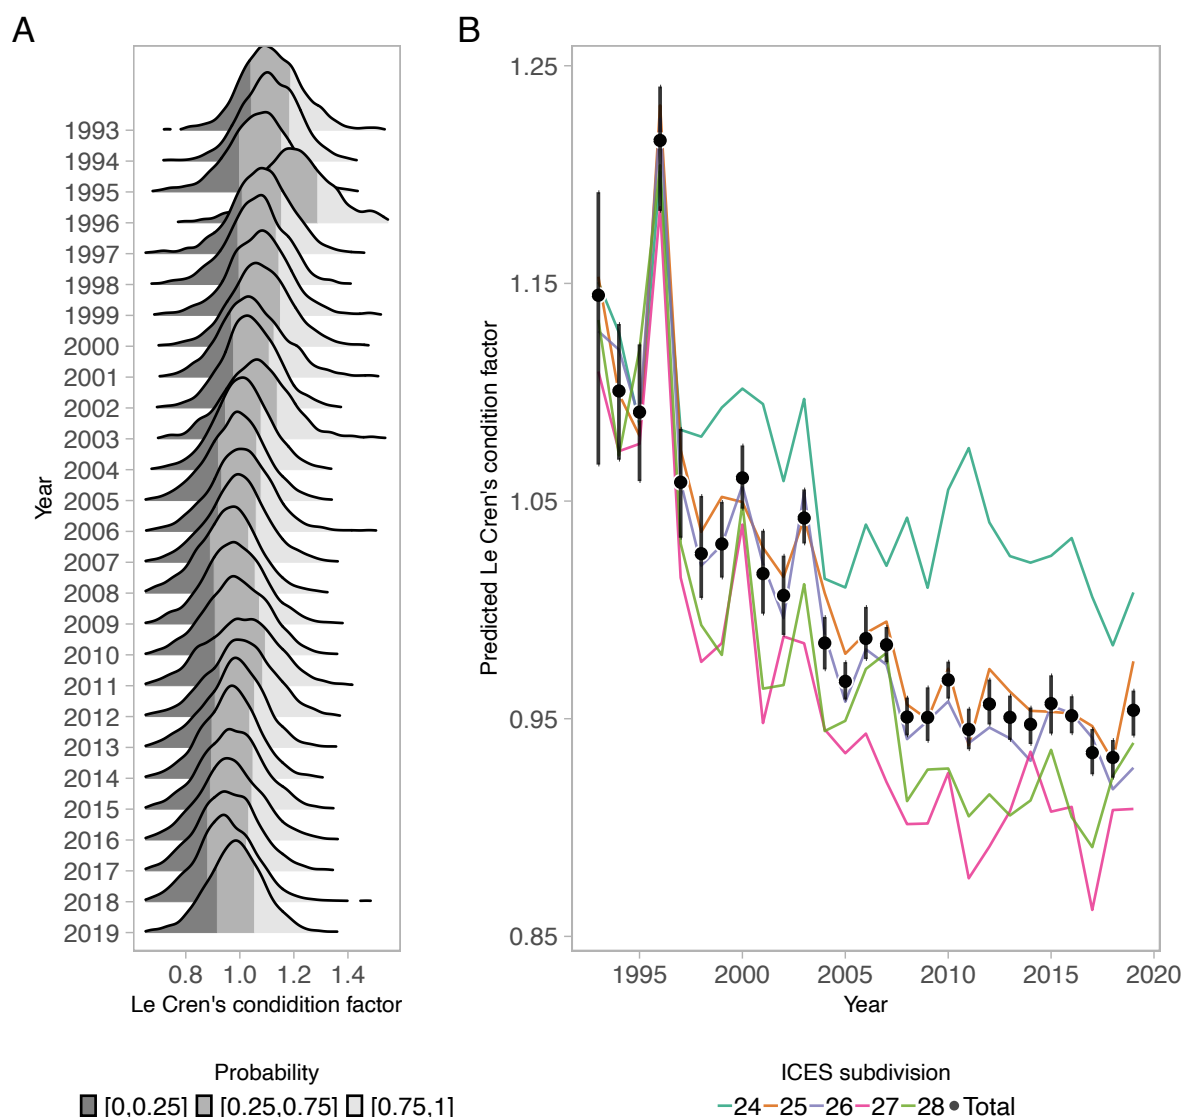 A
B
1993
1994
1995
1996
1997
1998
1999
2000
2001
2002
2003
2004
2005
2006
2007
2008
2009
2010
2011
2012
2013
2014
2015
2016
2017
2018
2019
Year
0.8 1.0 1.2 1.4
Le Cren's condidition factor
Probability
[0,0.25] [0.25,0.75] [0.75,1]
1.25
1.15
1.05
0.95
0.85
Predicted Le Cren's condition factor
1995 2000 2005 2010 2015 2020
Year
ICES subdivision
24 25 26 27 28 Total